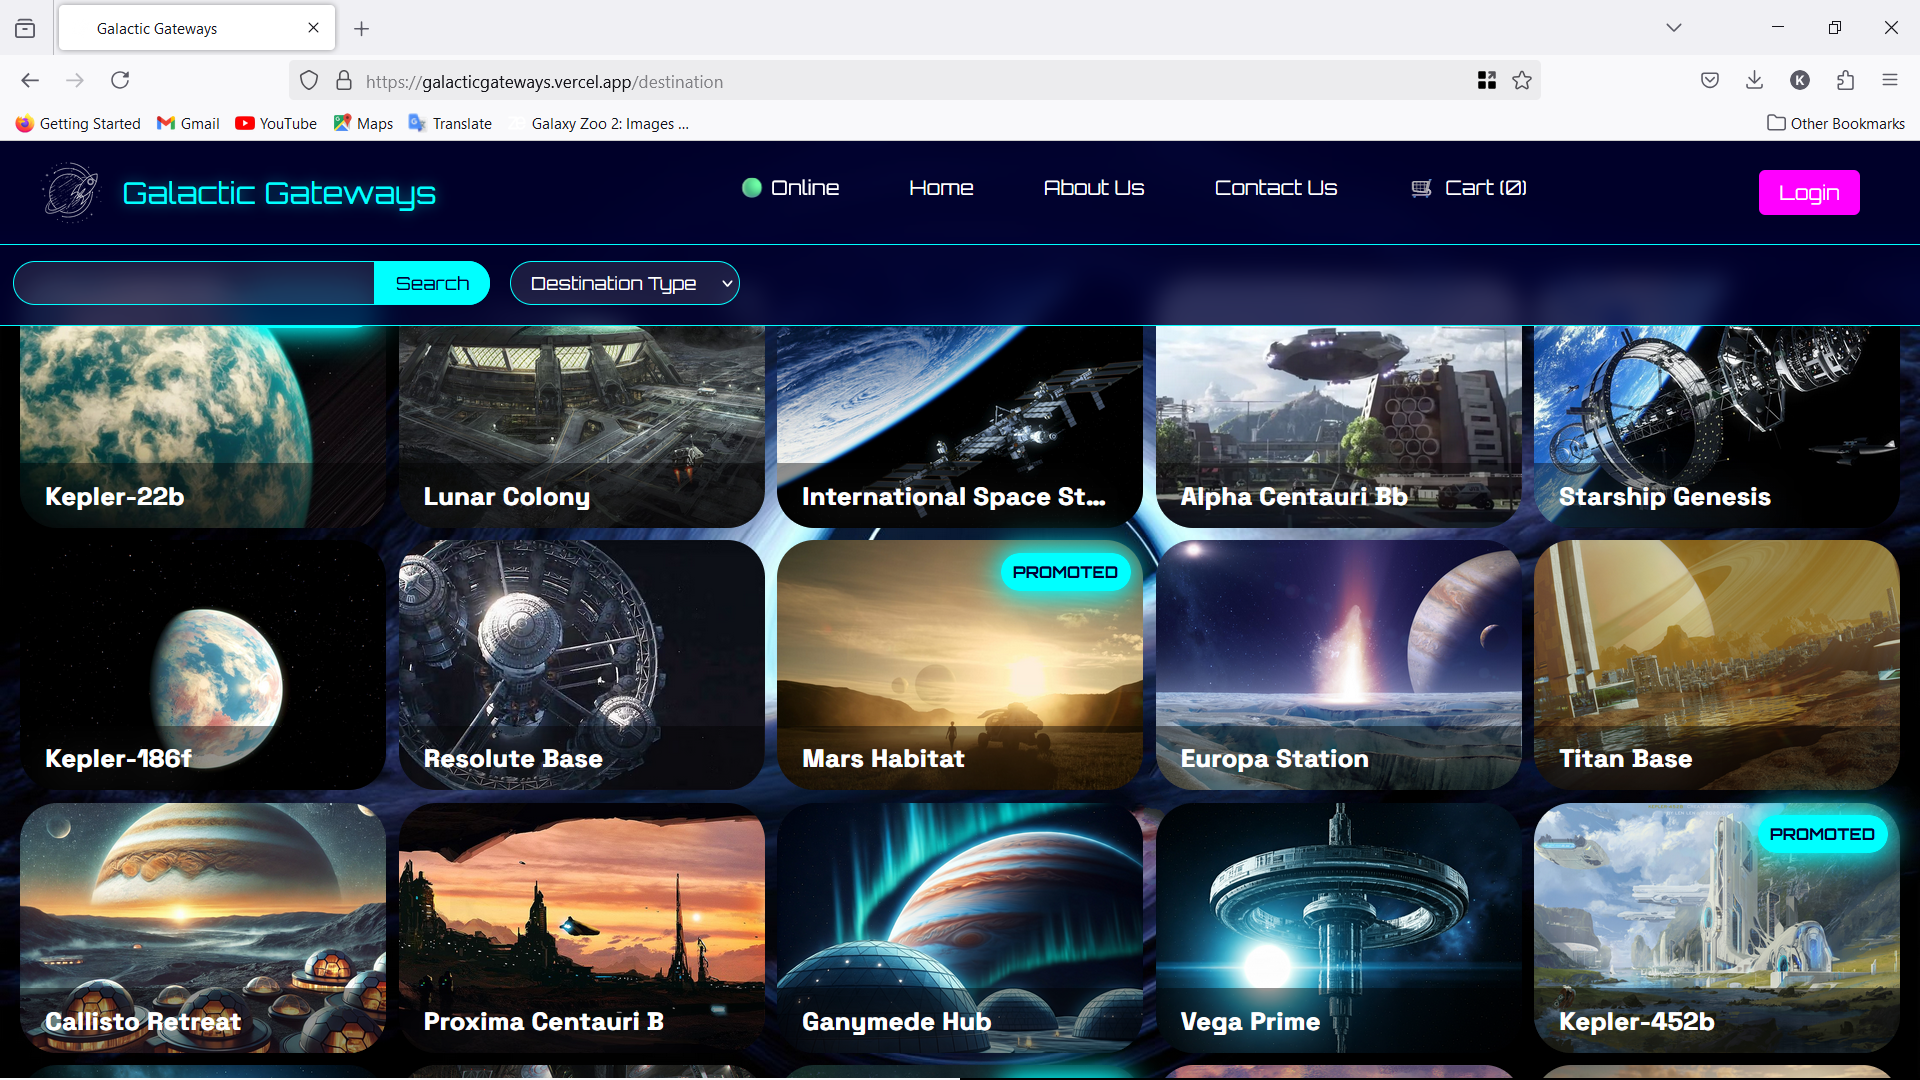 Galactic Gateways
https://galacticgateways.vercel.app/destination
K
Getting Started
Gmail
YouTube
Maps
Translate
Galaxy Zoo 2: Images ...
Other Bookmarks
Galactic Gateways
Online
Home
About Us
Contact Us
Cart (0)
Login
Search
Destination Type
Kepler-22b
Lunar Colony
International Space St...
Alpha Centauri Bb
Starship Genesis
Kepler-186f
Resolute Base
PROMOTED
Mars Habitat
Europa Station
Titan Base
Callisto Retreat
Proxima Centauri B
Ganymede Hub
Vega Prime
PROMOTED
Kepler-452b